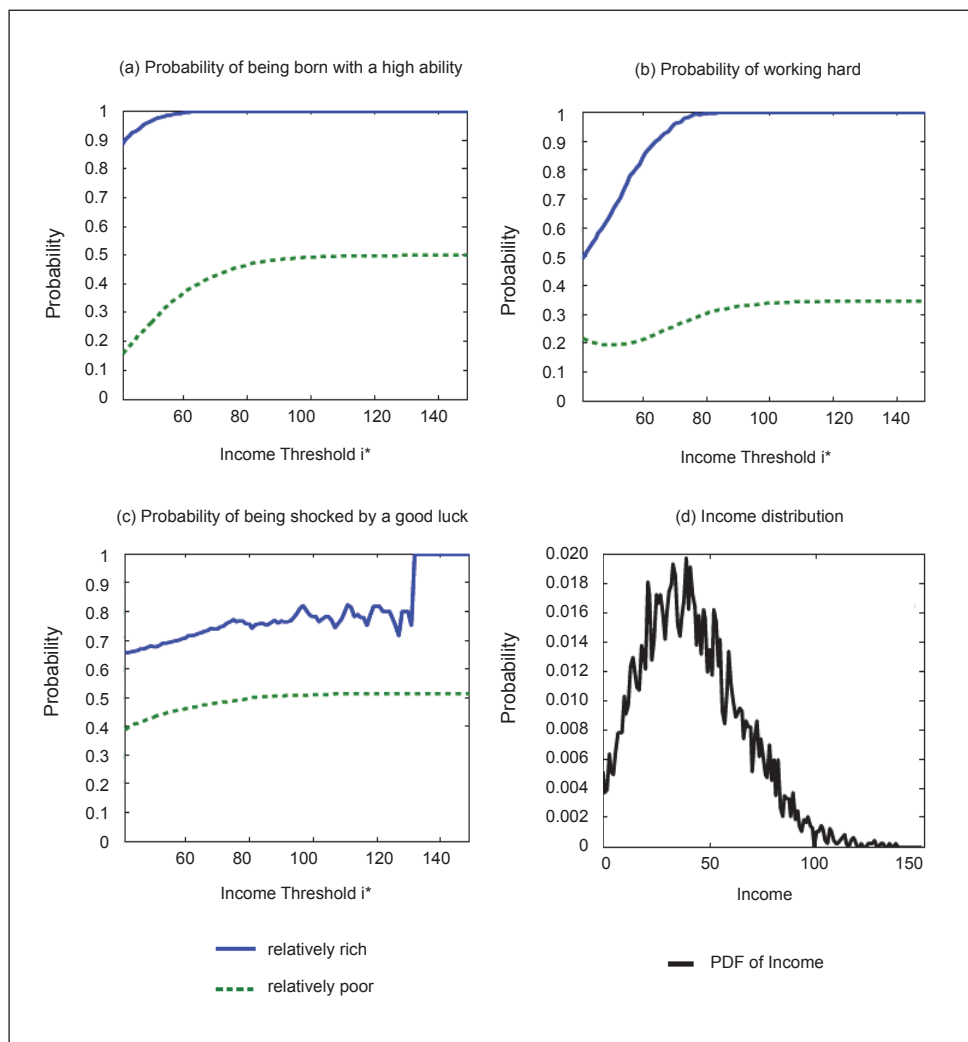 (a) Probability of being born with a high ability
1
0.9
0.8
0.7
0.6
0.5
0.4
0.3
0.2
0.1
0
Probability
60 80 100 120 140
Income Threshold i*
(b) Probability of working hard
1
0.9
0.8
0.7
0.6
0.5
0.4
0.3
0.2
0.1
0
Probability
60 80 100 120 140
Income Threshold i*
(c) Probability of being shocked by a good luck
1
0.9
0.8
0.7
0.6
0.5
0.4
0.3
0.2
0.1
0
Probability
60 80 100 120 140
Income Threshold i*
(d) Income distribution
0.020
0.018
0.016
0.014
0.012
0.010
0.008
0.006
0.004
0.002
0
Probability
0 50 100 150
Income
relatively rich
relatively poor
PDF of Income